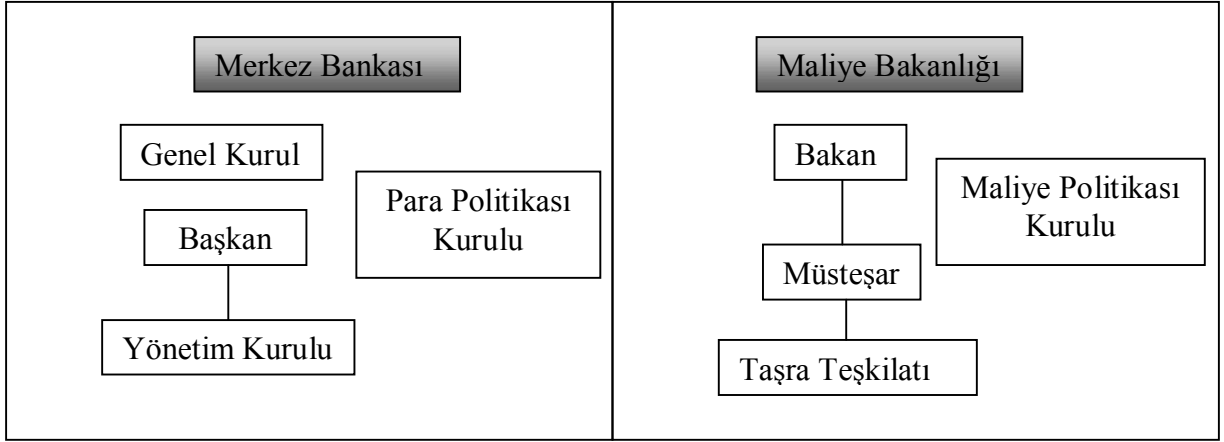 Merkez Bankası
Genel Kurul
Para Politikası
Kurulu
Başkan
Yönetim Kurulu
Maliye Bakanlığı
Bakan
Maliye Politikası
Kurulu
Müsteşar
Taşra Teşkilatı